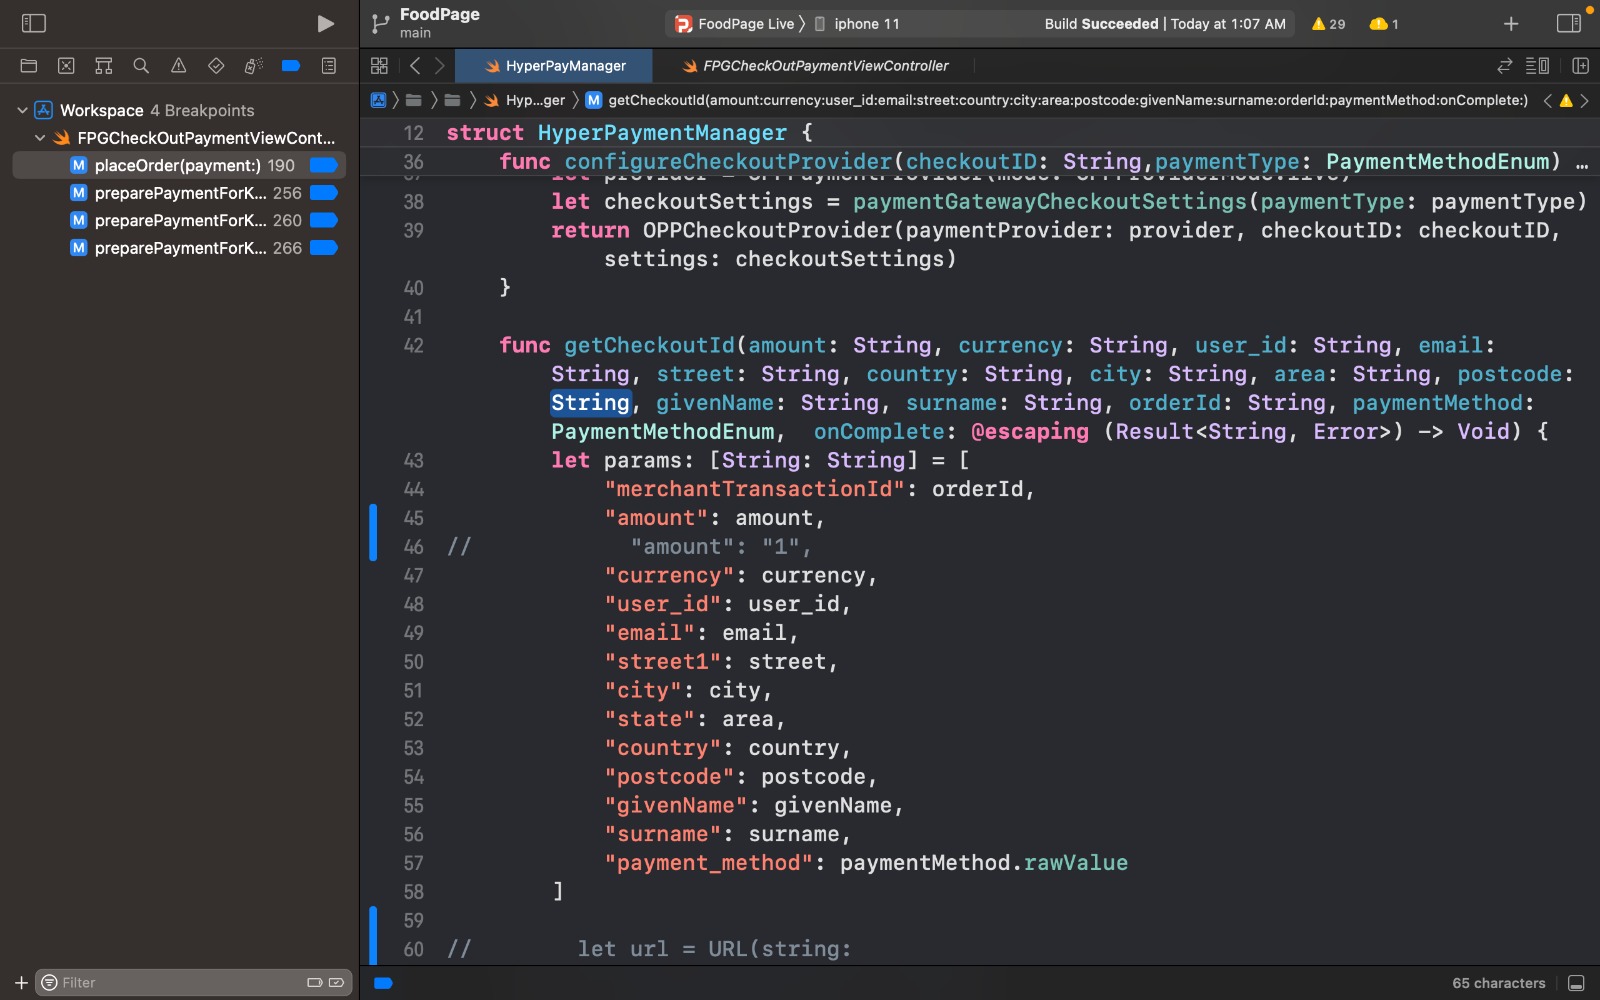 FoodPage
main
FoodPage Live
iphone 11
Build Succeeded | Today at 1:07 AM
29
1
HyperPayManager
FPGCheckOutPaymentViewController
Workspace 4 Breakpoints
FPGCheckOutPaymentViewCont...
M placeOrder(payment:) 190
M preparePaymentForK... 256
M preparePaymentForK... 260
M preparePaymentForK... 266
Hyp...ger
M getCheckoutId(amount:currency:user_id:email:street:country:city:area:postcode:givenName:surname:orderId:paymentMethod:onComplete:)
12 struct HyperPaymentManager {
36 func configureCheckoutProvider(checkoutID: String,paymentType: PaymentMethodEnum) …
38 let checkoutSettings = paymentGatewayCheckoutSettings(paymentType: paymentType)
39 return OPPCheckoutProvider(paymentProvider: provider, checkoutID: checkoutID,
settings: checkoutSettings)
40 }
41
42 func getCheckoutId(amount: String, currency: String, user_id: String, email:
String, street: String, country: String, city: String, area: String, postcode:
String, givenName: String, surname: String, orderId: String, paymentMethod:
PaymentMethodEnum,  onComplete: @escaping (Result<String, Error>) -> Void) {
43 let params: [String: String] = [
44 "merchantTransactionId": orderId,
45 "amount": amount,
46 // "amount": "1",
47 "currency": currency,
48 "user_id": user_id,
49 "email": email,
50 "street1": street,
51 "city": city,
52 "state": area,
53 "country": country,
54 "postcode": postcode,
55 "givenName": givenName,
56 "surname": surname,
57 "payment_method": paymentMethod.rawValue
58 ]
59
60 // let url = URL(string:
Filter
65 characters